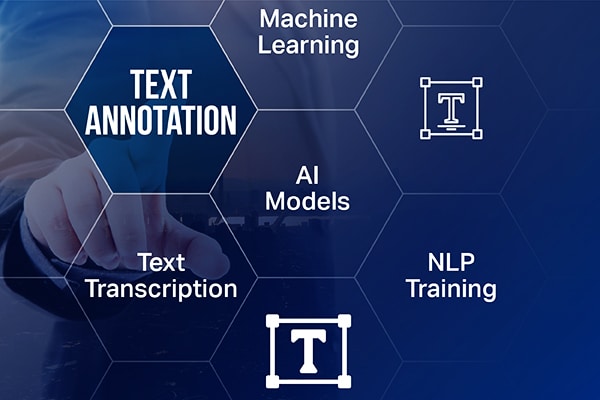 Machine
Learning
TEXT
ANNOTATION
T
AI
Models
Text
Transcription
NLP
Training
T